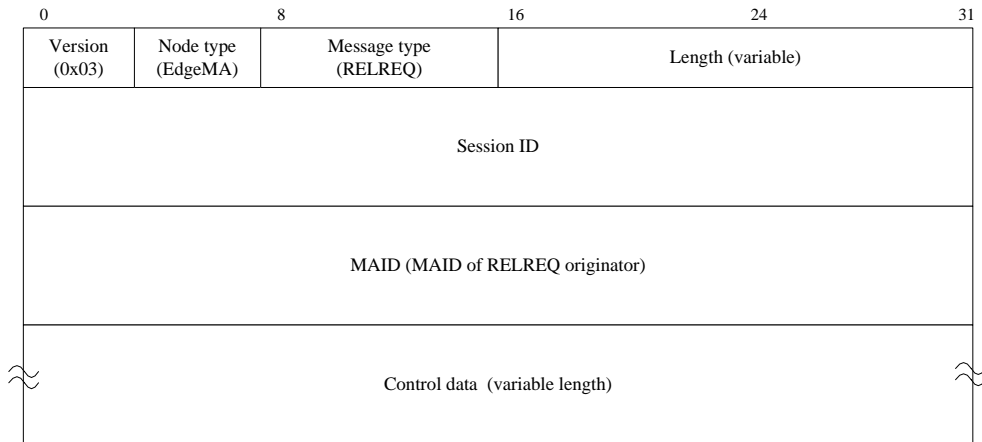 0 8 16 24 31
Version
(0x03)
Node type
(EdgeMA)
Message type
(RELREQ)
Length (variable)
Session ID
MAID (MAID of RELREQ originator)
Control data (variable length)